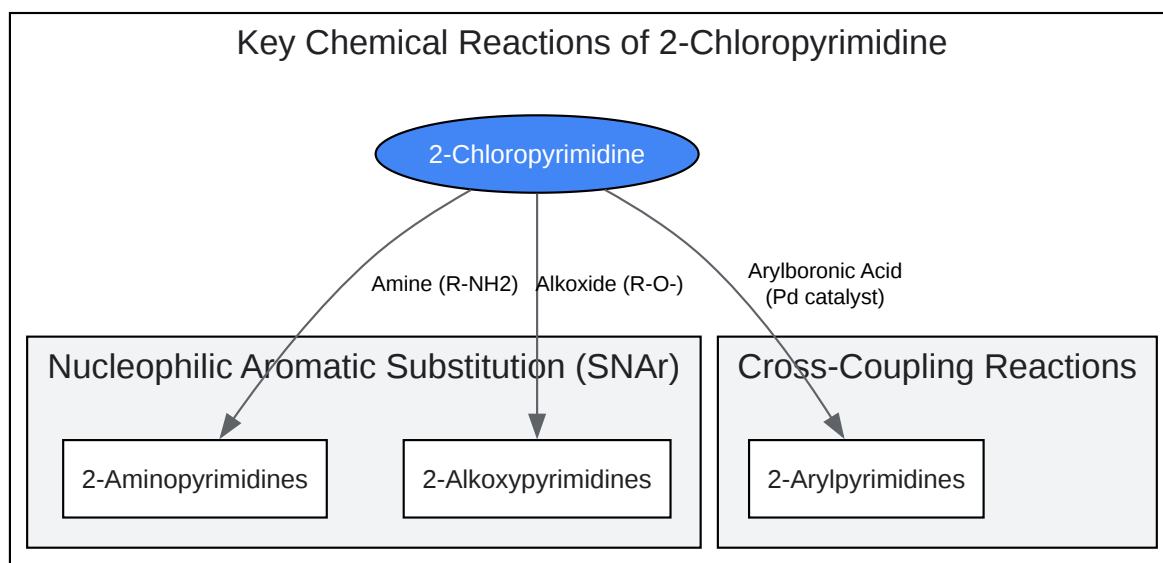 Key Chemical Reactions of 2-Chloropyrimidine
2-Chloropyrimidine
Amine (R-NH2)
Alkoxide (R-O-)
Arylboronic Acid
(Pd catalyst)
Nucleophilic Aromatic Substitution (SNAr)
Cross-Coupling Reactions
2-Aminopyrimidines
2-Alkoxypyrimidines
2-Arylpyrimidines